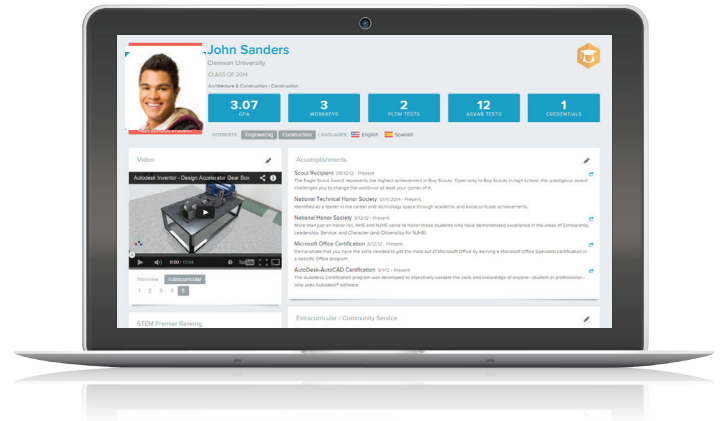 John Sanders
Clemson University
CLASS OF 2014
Architecture & Construction - Construction
3.07
GPA
3
WORKKEYS
2
PLTW TESTS
12
ASVAB TESTS
1
CREDENTIALS
INTERESTS: Engineering Construction LANGUAGES: English Spanish
Video
Autodesk Inventor - Design Accelerator Gear Box
0:00 / 13:04
YouTube
Interview Extracurricular
1 2 3 4 5
STEM Premier Ranking
Accomplishments
Scout Recipient 08/10/12 - Present
The Eagle Scout Award represents the highest achievement in Boy Scouts. Open only to Boy Scouts in high school, this prestigious award
challenges you to change the world—or at least your corner of it.
National Technical Honor Society 01/11/2014 - Present
Identified as a leader in the career and technology space through academic and extracurricular achievements.
National Honor Society 3/12/12 - Present
More than just an honor roll, NHS and NJHS serve to honor those students who have demonstrated excellence in the areas of Scholarship,
Leadership, Service, and Character (and Citizenship for NJHS).
Microsoft Office Certification 5/12/12 - Present
Demonstrate that you have the skills needed to get the most out of Microsoft Office by earning a Microsoft Office Specialist certification in
a specific Office program
AutoDesk-AutoCAD Certification 9/1/12 - Present
The Autodesk Certification program was developed to objectively validate the skills and knowledge of anyone—student or professional—
who uses Autodesk® software.
Extracurricular / Community Service